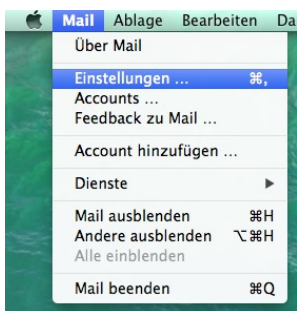 Mail Ablage Bearbeiten Da
Über Mail
Einstellungen ... ⌘,
Accounts ...
Feedback zu Mail ...
Account hinzufügen ...
Dienste ▶
Mail ausblenden ⌘H
Andere ausblenden ⌥⌘H
Alle einblenden
Mail beenden ⌘Q